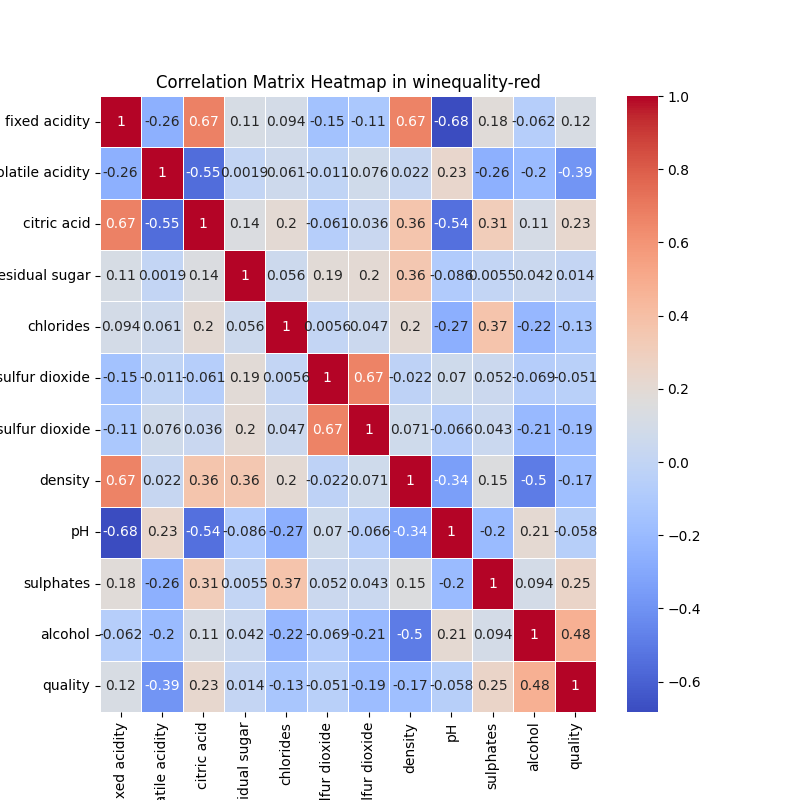 Correlation Matrix Heatmap in winequality-red
fixed acidity 1 -0.26 0.67 0.11 0.094 -0.15 -0.11 0.67 -0.68 0.18 -0.062 0.12
olatile acidity -0.26 1 -0.55 0.0019 0.061 -0.011 0.076 0.022 0.23 -0.26 -0.2 -0.39
citric acid 0.67 -0.55 1 0.14 0.2 -0.061 0.036 0.36 -0.54 0.31 0.11 0.23
esidual sugar 0.11 0.0019 0.14 1 0.056 0.19 0.2 0.36 -0.086 0.0055 0.042 0.014
chlorides 0.094 0.061 0.2 0.056 1 0.0056 0.047 0.2 -0.27 0.37 -0.22 -0.13
sulfur dioxide -0.15 -0.011 -0.061 0.19 0.0056 1 0.67 -0.022 0.07 0.052 -0.069 -0.051
sulfur dioxide -0.11 0.076 0.036 0.2 0.047 0.67 1 0.071 -0.066 0.043 -0.21 -0.19
density 0.67 0.022 0.36 0.36 0.2 -0.022 0.071 1 -0.34 0.15 -0.5 -0.17
pH -0.68 0.23 -0.54 -0.086 -0.27 0.07 -0.066 -0.34 1 -0.2 0.21 -0.058
sulphates 0.18 -0.26 0.31 0.0055 0.37 0.052 0.043 0.15 -0.2 1 0.094 0.25
alcohol -0.062 -0.2 0.11 0.042 -0.22 -0.069 -0.21 -0.5 0.21 0.094 1 0.48
quality 0.12 -0.39 0.23 0.014 -0.13 -0.051 -0.19 -0.17 -0.058 0.25 0.48 1
xed acidity
atile acidity
citric acid
idual sugar
chlorides
lfur dioxide
lfur dioxide
density
pH
sulphates
alcohol
quality
1.0
0.8
0.6
0.4
0.2
0.0
−0.2
−0.4
−0.6